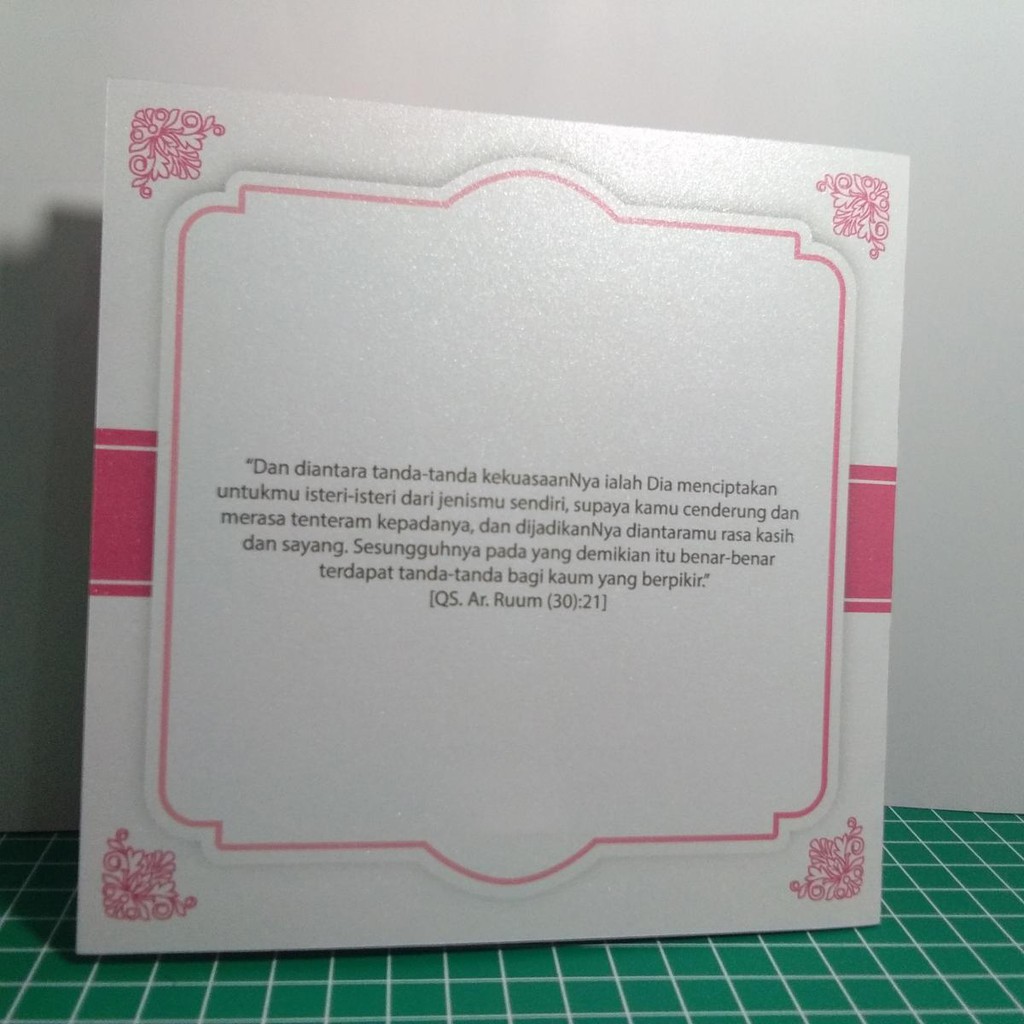 “Dan diantara tanda-tanda kekuasaanNya ialah Dia menciptakan
untukmu isteri-isteri dari jenismu sendiri, supaya kamu cenderung dan
merasa tenteram kepadanya, dan dijadikanNya diantaramu rasa kasih
dan sayang. Sesungguhnya pada yang demikian itu benar-benar
terdapat tanda-tanda bagi kaum yang berpikir.”
[QS. Ar. Ruum (30):21]